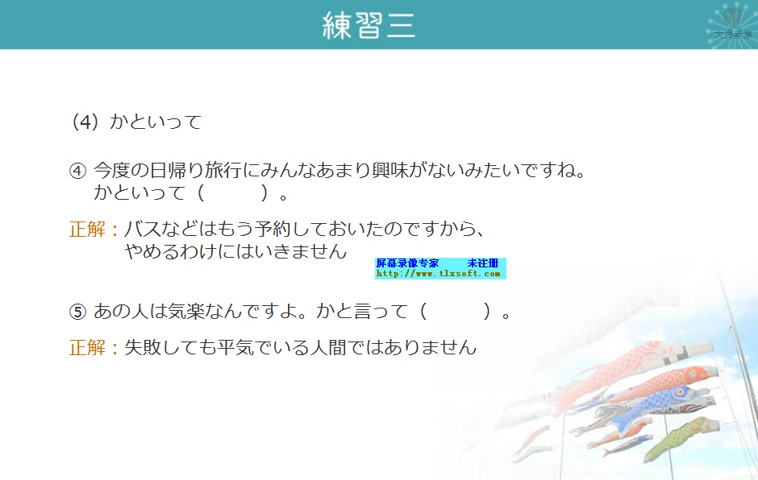 練習三
（4）かといって
④ 今度の日帰り旅行にみんなあまり興味がないみたいですね。
かといって（　　　）。
正解：バスなどはもう予約しておいたのですから、
やめるわけにはいきません
屏幕录像专家　　未注册
http://www.tlxsoft.com
⑤ あの人は気楽なんですよ。かと言って（　　　）。
正解：失敗しても平気でいる人間ではありません